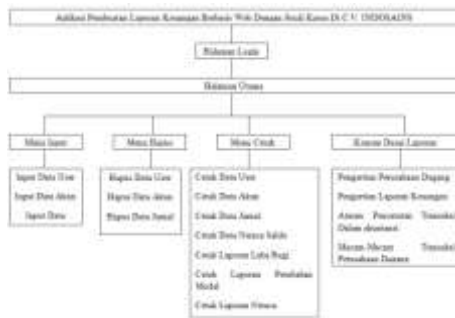 Aplikasi Pembuatan Laporan Keuangan Berbasis Web Dengan Studi Kasus Di C.V. INDOSAINS
Halaman Login
Halaman Utama
Menu Input
Menu Hapus
Menu Cetak
Konsep Dasar Laporan
Input Data User
Input Data Akun
Input Data
Hapus Data User
Hapus Data Akun
Hapus Data Jurnal
Cetak Data User
Cetak Data Akun
Cetak Data Jurnal
Cetak Data Neraca Saldo
Cetak Laporan Laba Rugi
Cetak Laporan Perubahan
Modal
Cetak Laporan Neraca
Pengertian Perusahaan Dagang
Pengertian Laporan Keuangan
Aturan Pencatatan Transaksi
Dalam Akuntansi
Macam-Macam Transaksi
Perusahaan Dagang